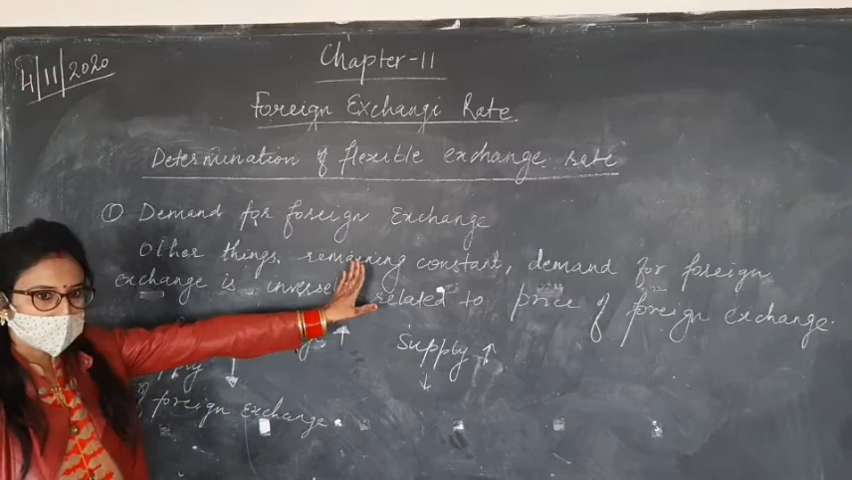 4/11/2020
Chapter-11
Foreign Exchange Rate
Determination of flexible exchange rate
① Demand for foreign Exchange
Other things remaining constant, demand for foreign
exchange is related to price of foreign exchange.
Supply ↑
↓
of foreign exchange